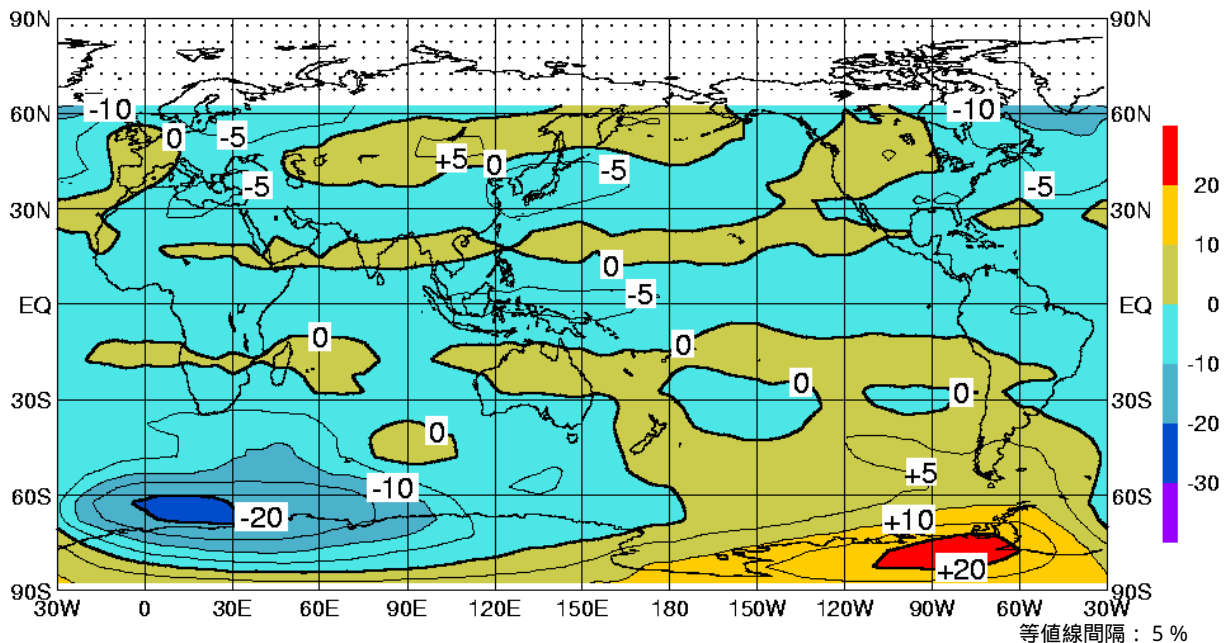 90N 90N
-10 -10
60N 0 -5 60N
+5 0 -5
-5 -5
30N 30N 20
0 10
EQ -5 EQ 0
0 0 -10
0 0
30S 30S -20
0
+5 -30
-10
60S -20 60S
+10
+20
90S 90S
30W 0 30E 60E 90E 120E 150E 180 150W 120W 90W 60W 30W
等値線間隔： 5 %